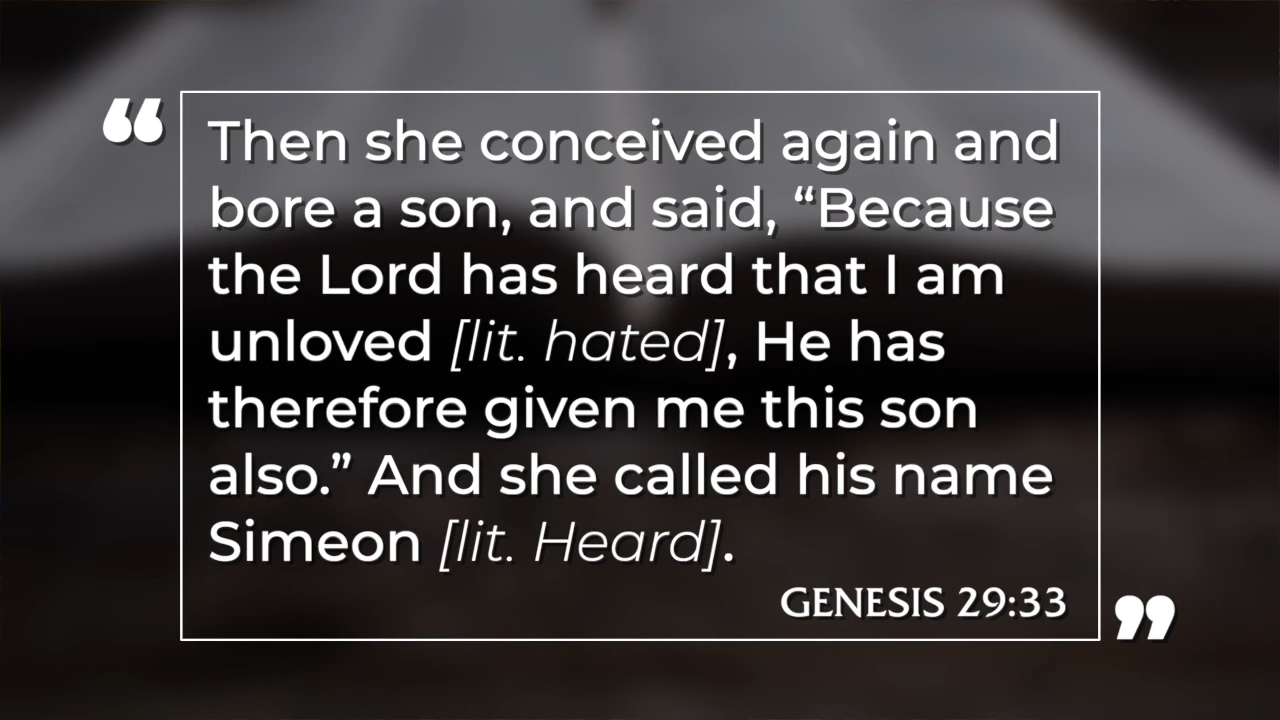 “
Then she conceived again and
bore a son, and said, “Because
the Lord has heard that I am
unloved [lit. hated], He has
therefore given me this son
also.” And she called his name
Simeon [lit. Heard].
GENESIS 29:33
”